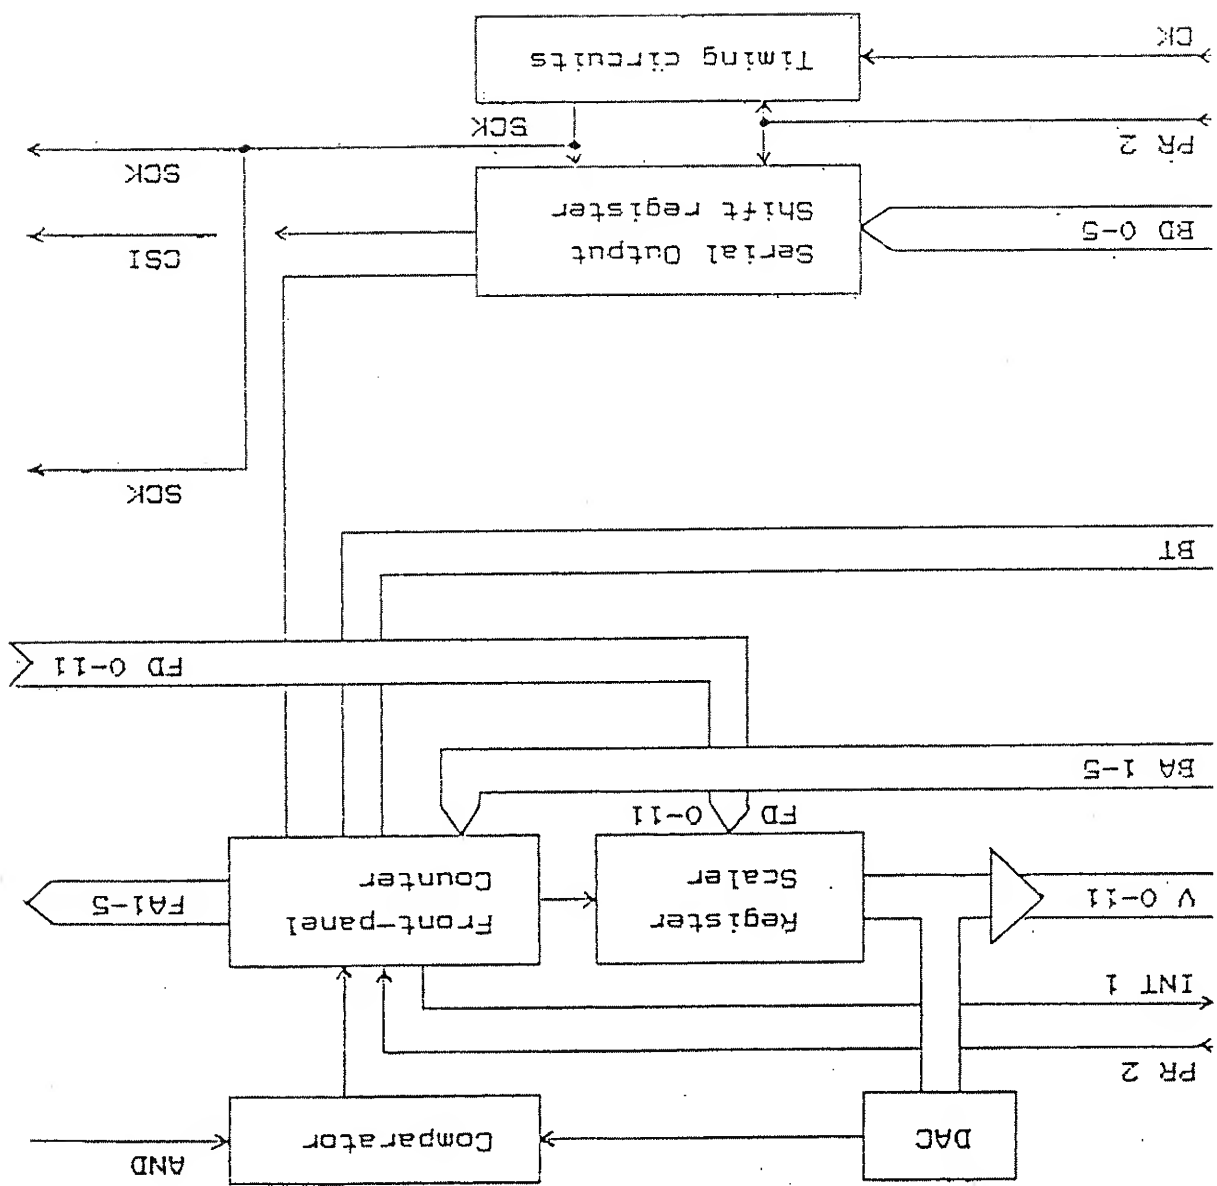 AND
DAC
Comparator
PR 2
INT 1
V 0-11
Register
Scaler
Front-panel
Counter
FA1-5
FD 0-11
BA 1-5
FD 0-11
BT
SCK
Serial Output
Shift register
CSI
BD 0-5
SCK
PR 2
SCK
Timing circuits
CK